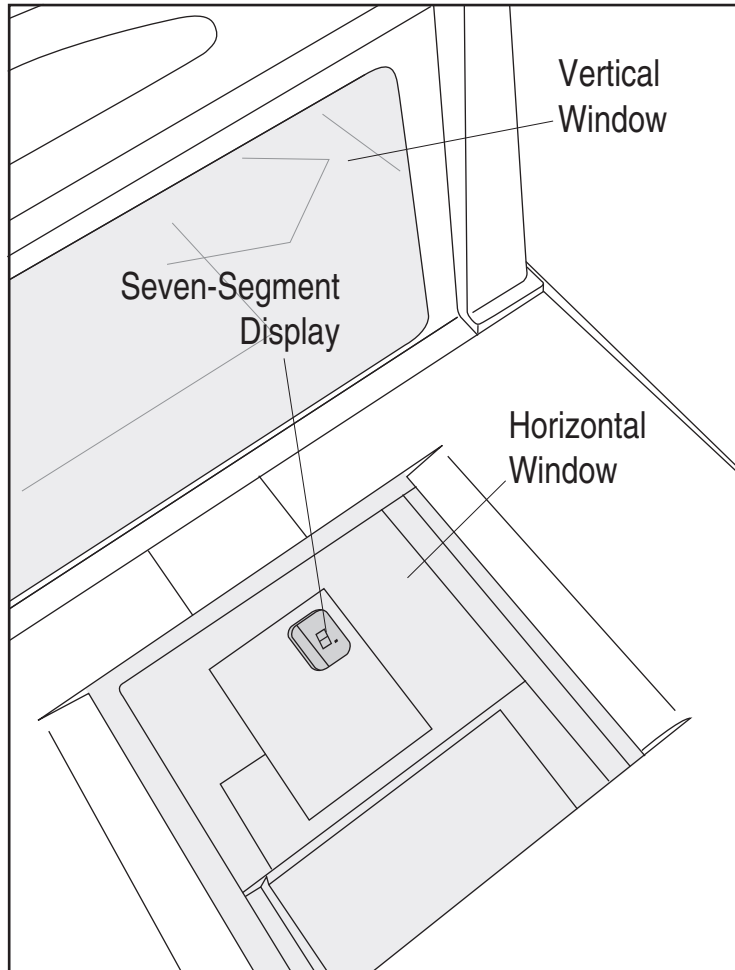 Vertical
Window
Seven-Segment
Display
Horizontal
Window